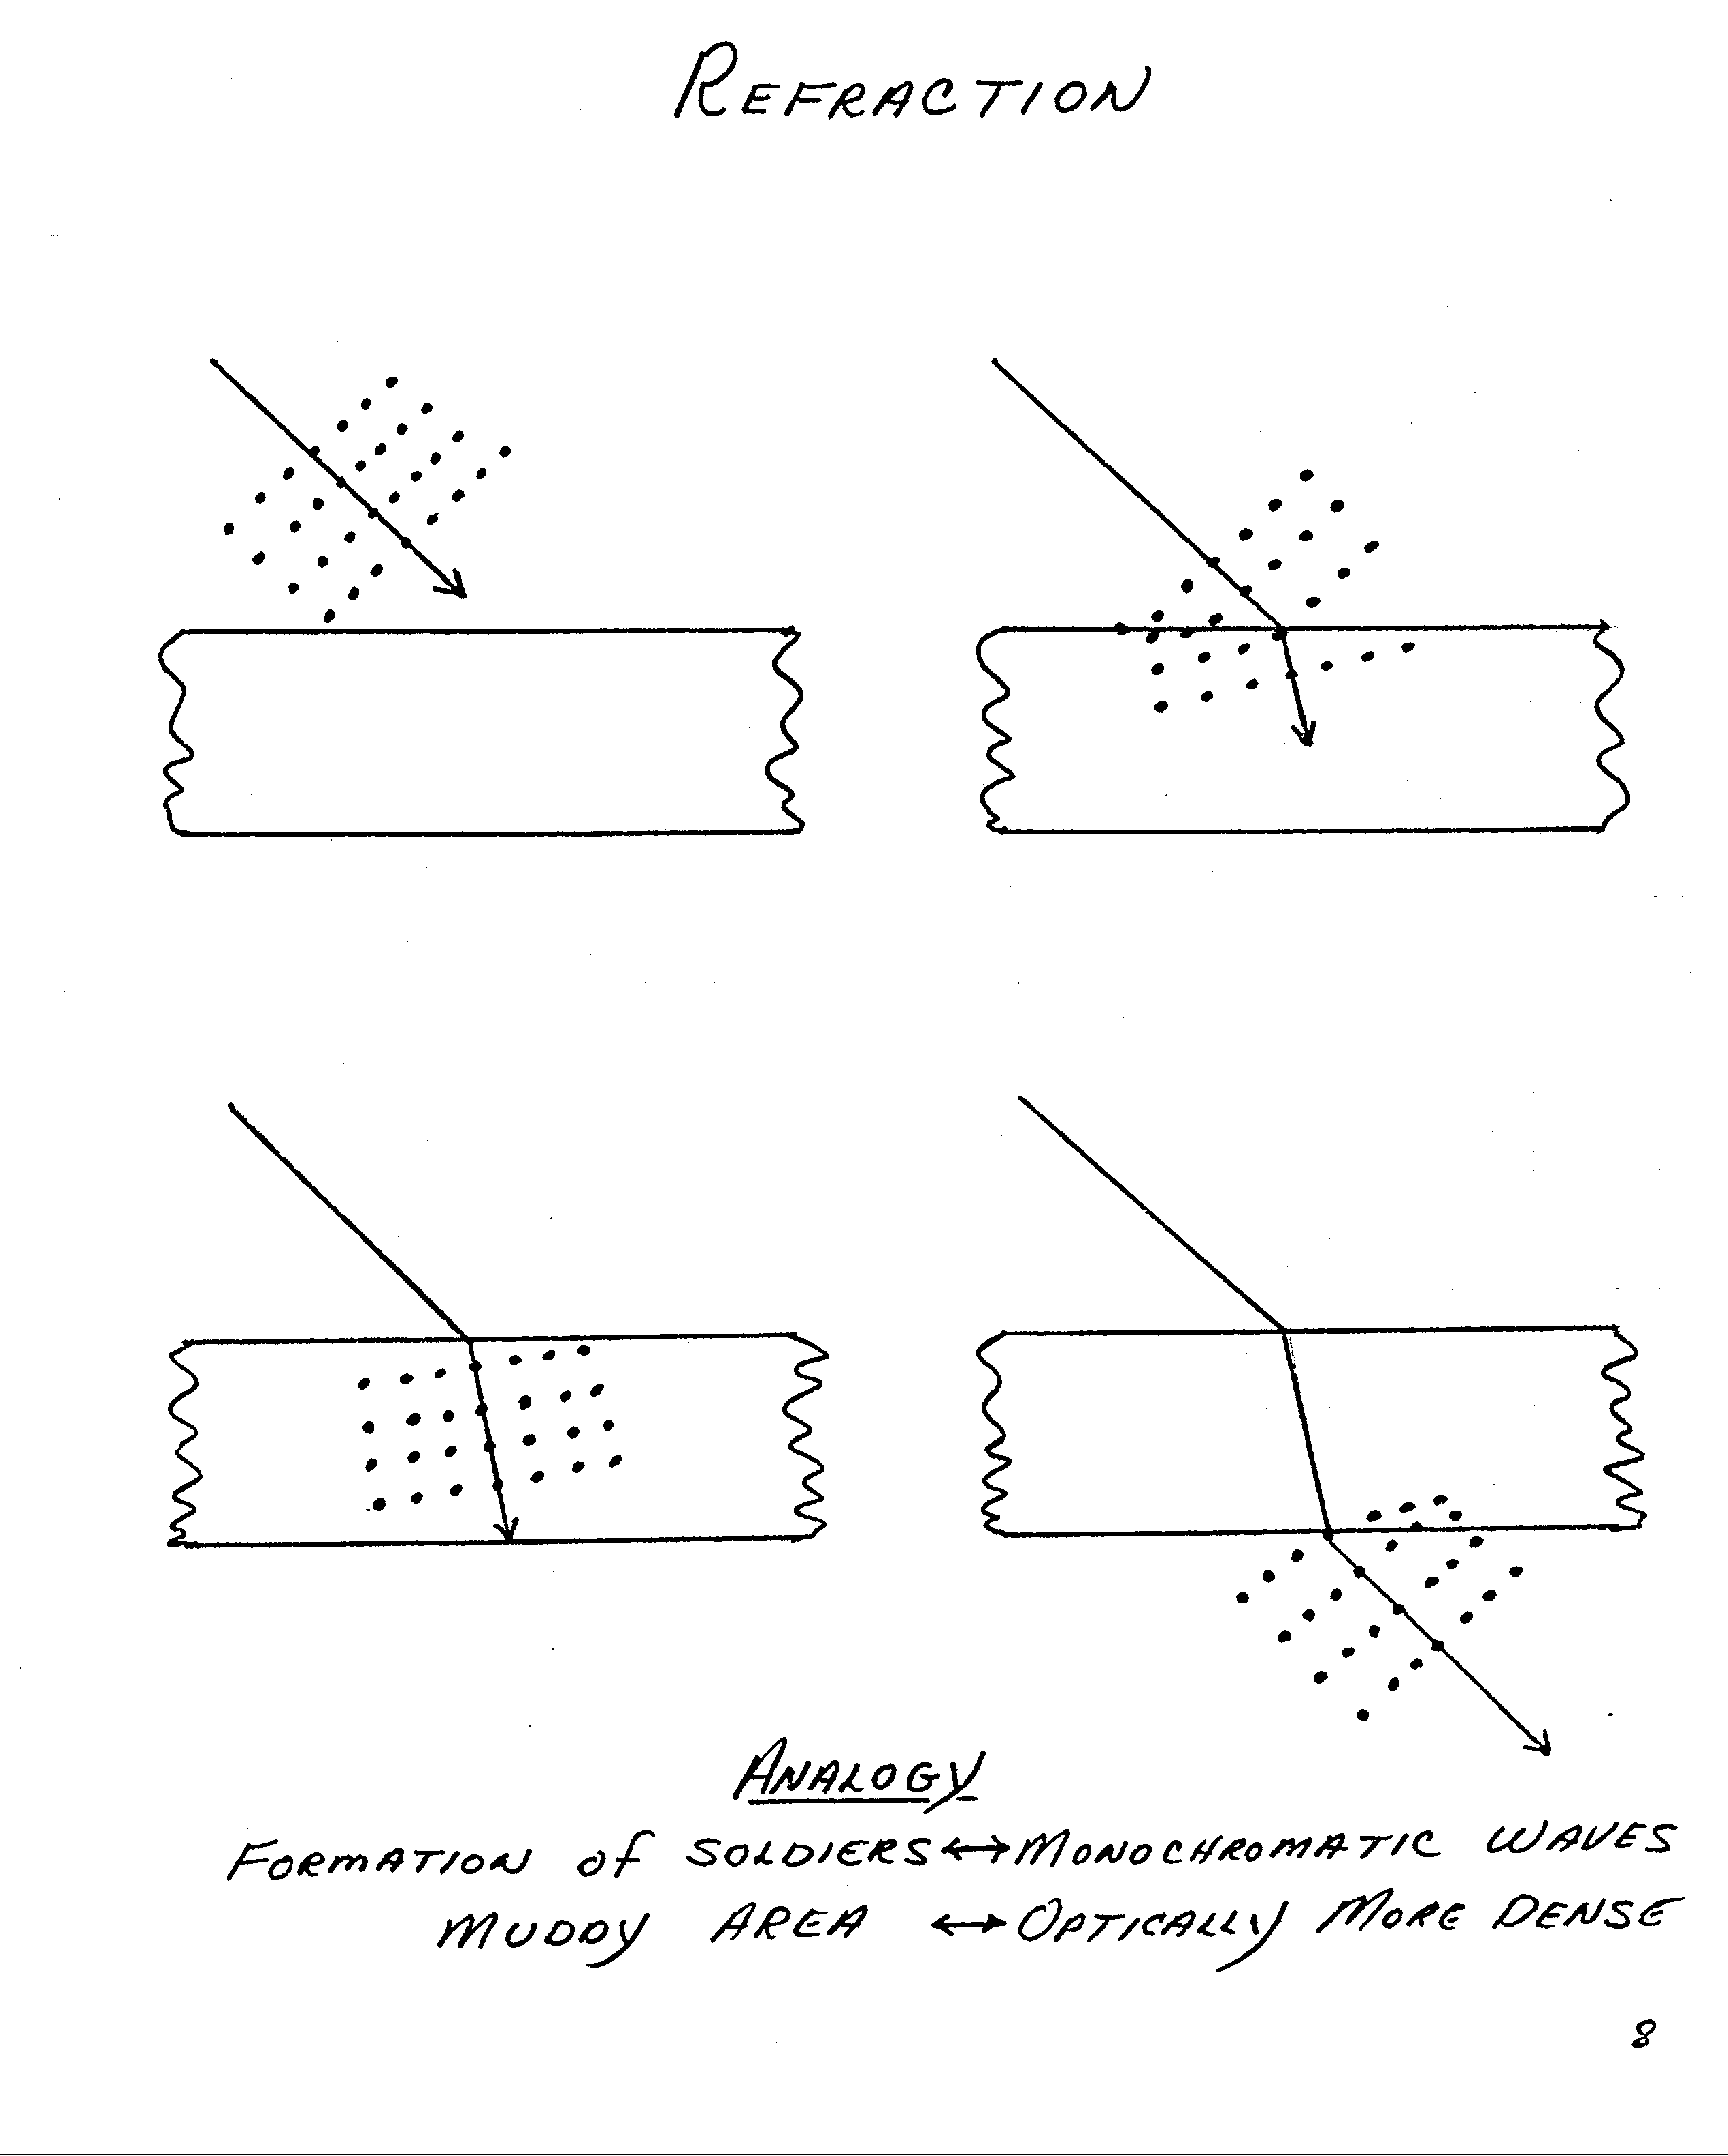 REFRACTION
ANALOGY
FORMATION of SOLDIERS ↔ MONOCHROMATIC WAVES
MUDDY AREA ↔ OPTICALLY MORE DENSE
8